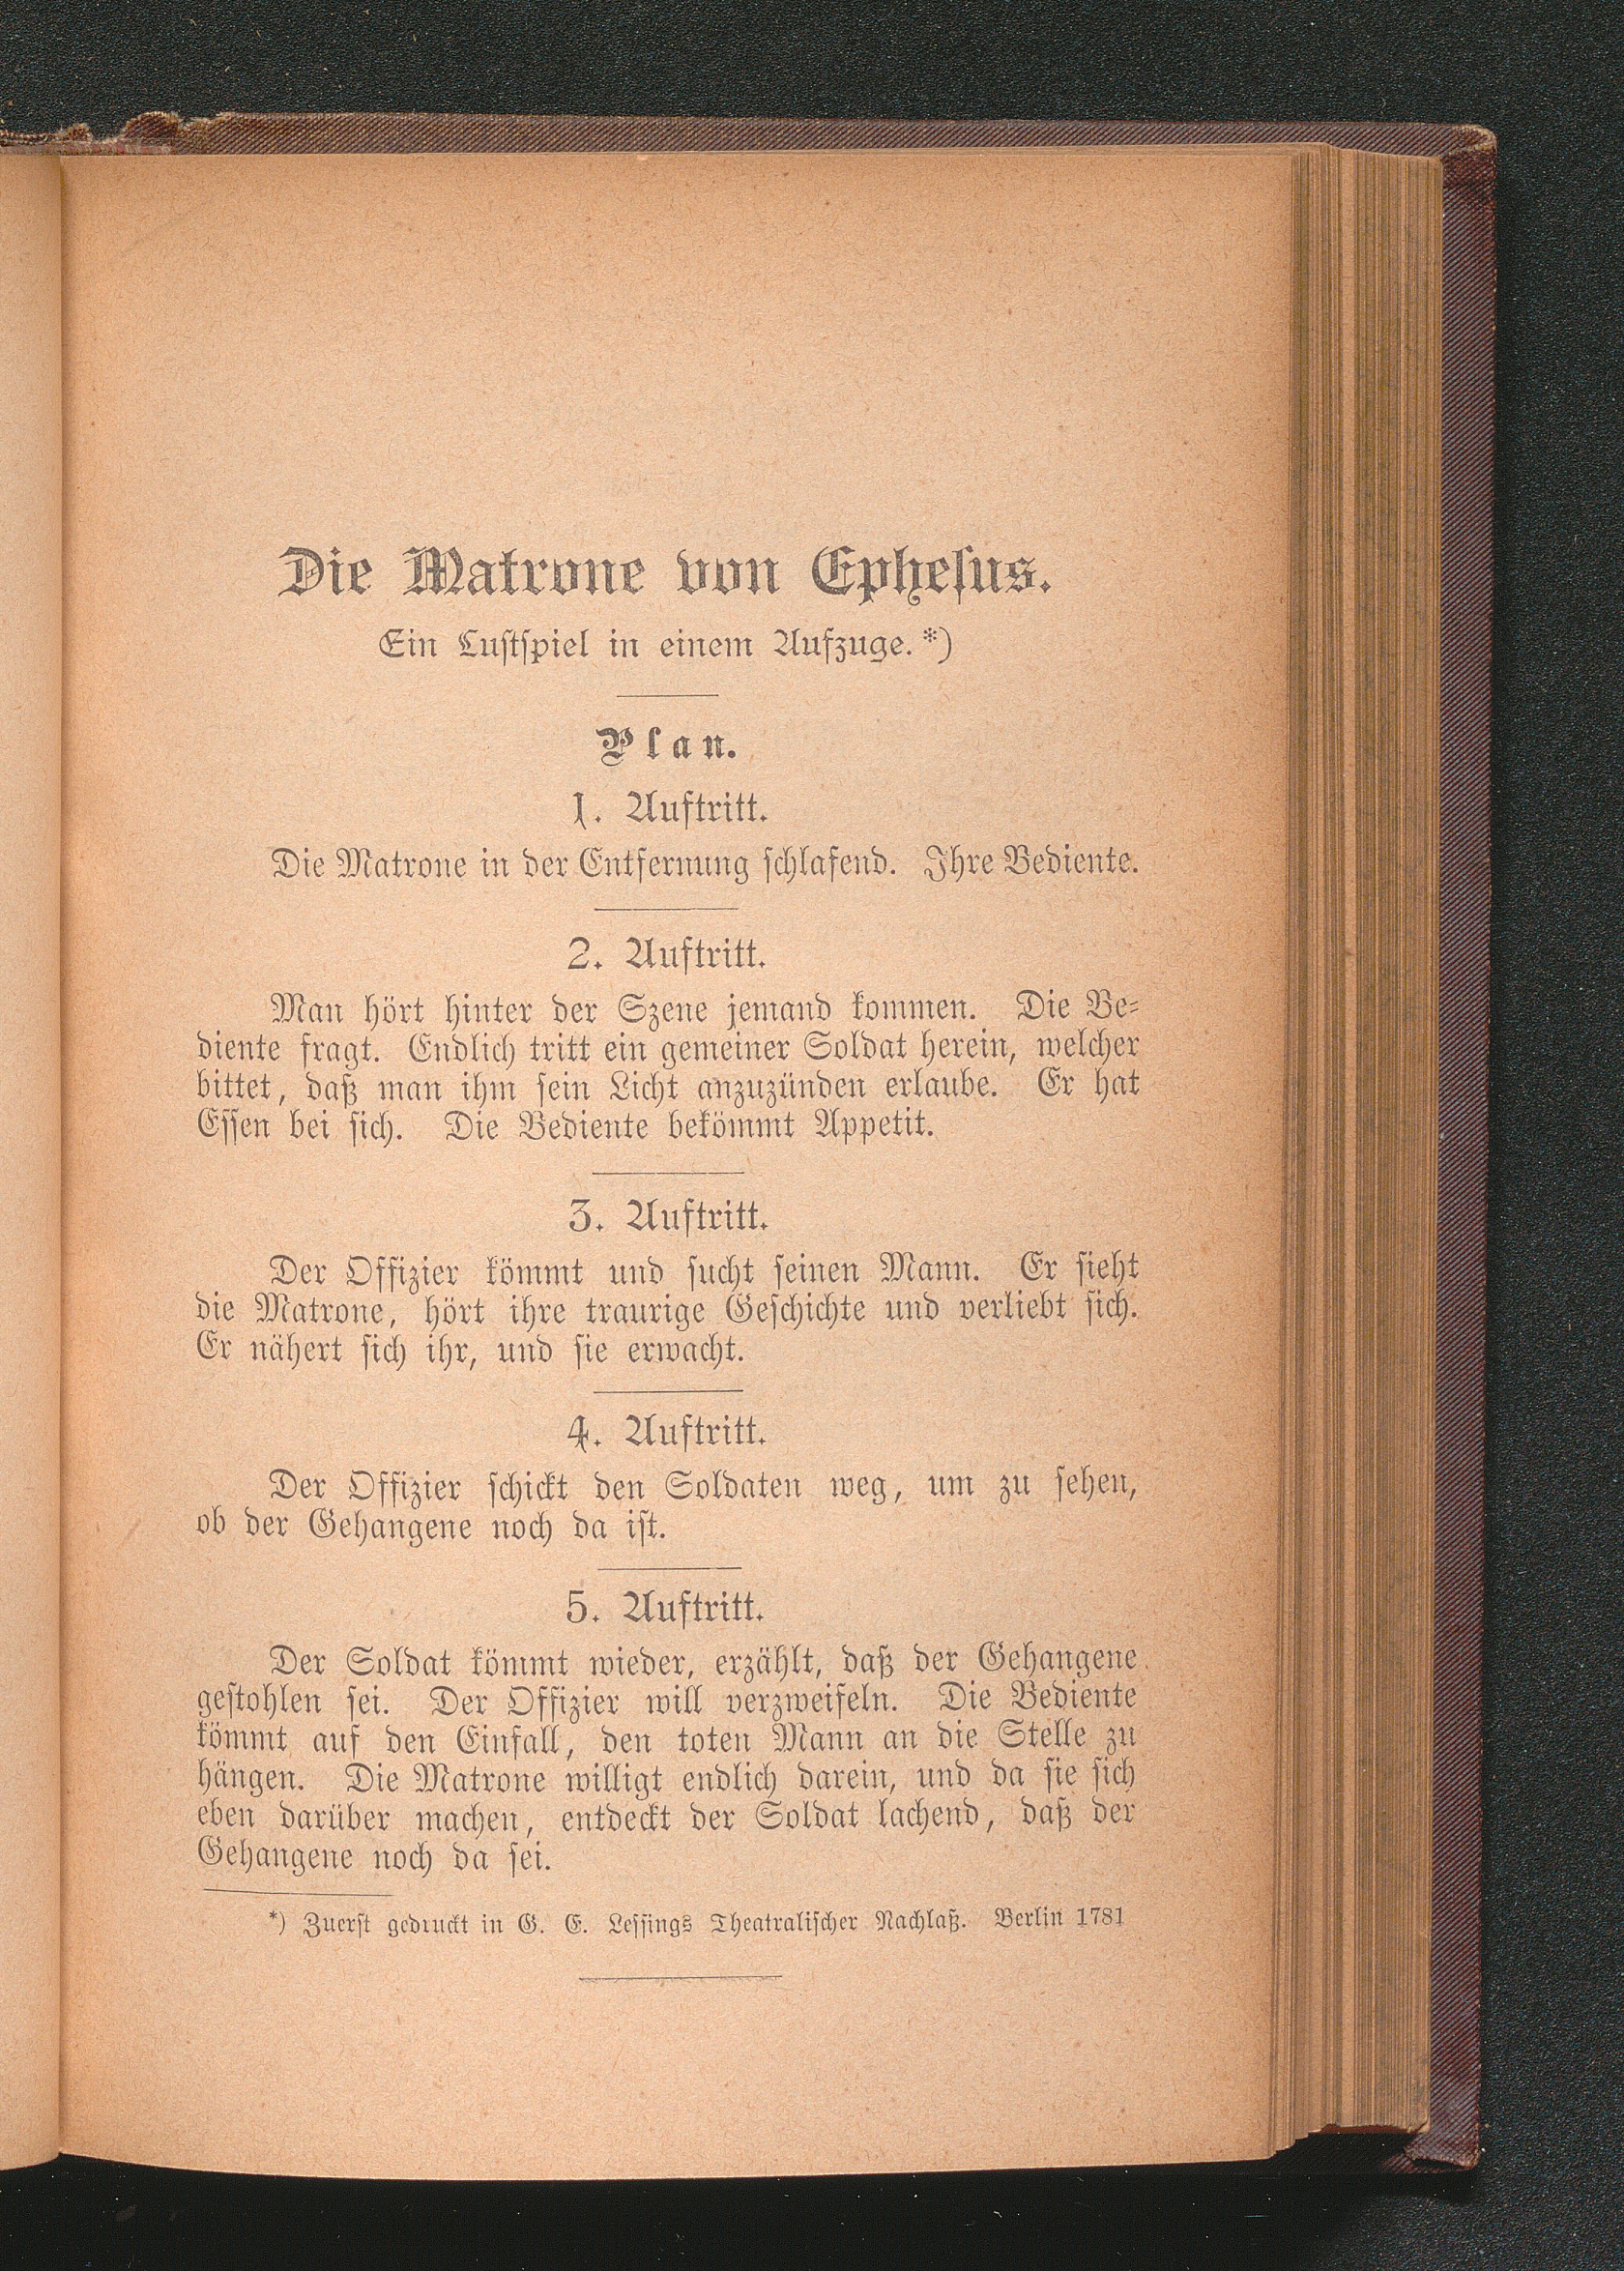 Die Matrone von Ephesus.
Ein Lustspiel in einem Aufzuge.*)
Plan.
1. Auftritt.
Die Matrone in der Entfernung schlafend. Ihre Bediente.
2. Auftritt.
Man hört hinter der Szene jemand kommen. Die Be-
diente fragt. Endlich tritt ein gemeiner Soldat herein, welcher
bittet, daß man ihm sein Licht anzuzünden erlaube. Er hat
Essen bei sich. Die Bediente bekömmt Appetit.
3. Auftritt.
Der Offizier kömmt und sucht seinen Mann. Er sieht
die Matrone, hört ihre traurige Geschichte und verliebt sich.
Er nähert sich ihr, und sie erwacht.
4. Auftritt.
Der Offizier schickt den Soldaten weg, um zu sehen,
ob der Gehangene noch da ist.
5. Auftritt.
Der Soldat kömmt wieder, erzählt, daß der Gehangene
gestohlen sei. Der Offizier will verzweifeln. Die Bediente
kömmt auf den Einfall, den toten Mann an die Stelle zu
hängen. Die Matrone willigt endlich darein, und da sie sich
eben darüber machen, entdeckt der Soldat lachend, daß der
Gehangene noch da sei.
*) Zuerst gedruckt in G. E. Lessings Theatralischer Nachlaß. Berlin 1781